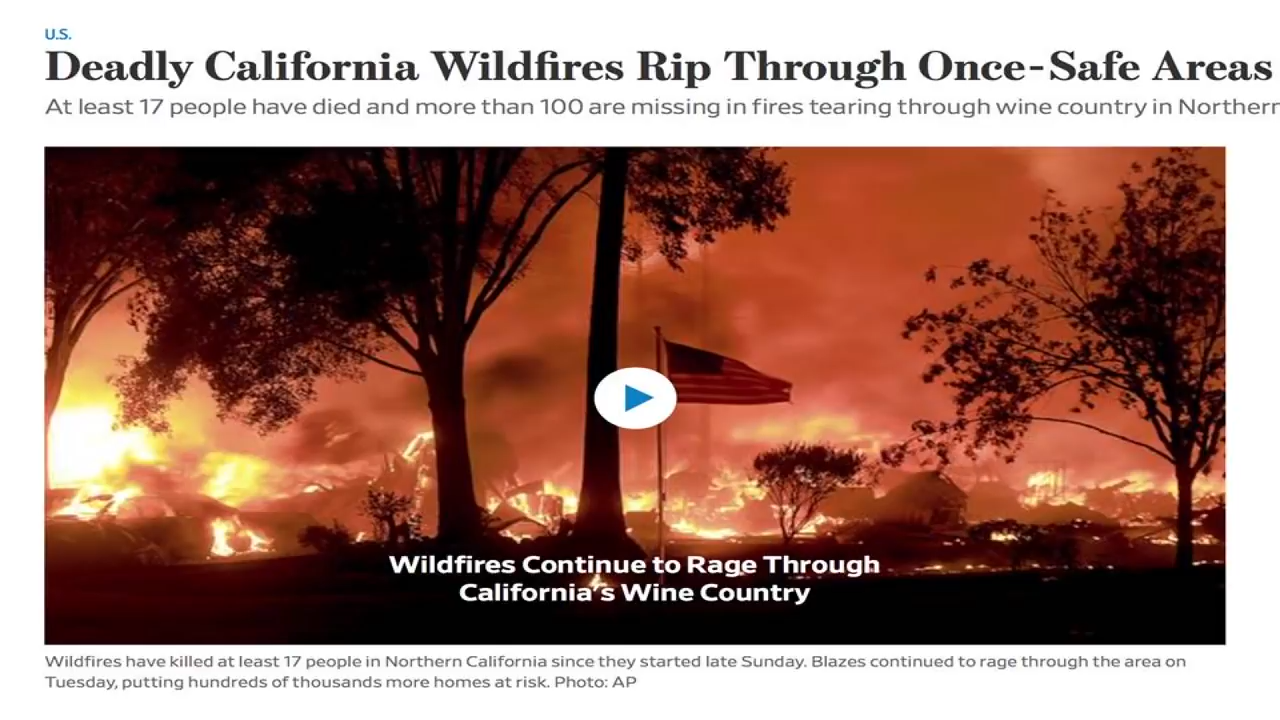 U.S.
Deadly California Wildfires Rip Through Once-Safe Areas
At least 17 people have died and more than 100 are missing in fires tearing through wine country in Northern
Wildfires Continue to Rage Through
California's Wine Country
Wildfires have killed at least 17 people in Northern California since they started late Sunday. Blazes continued to rage through the area on
Tuesday, putting hundreds of thousands more homes at risk. Photo: AP